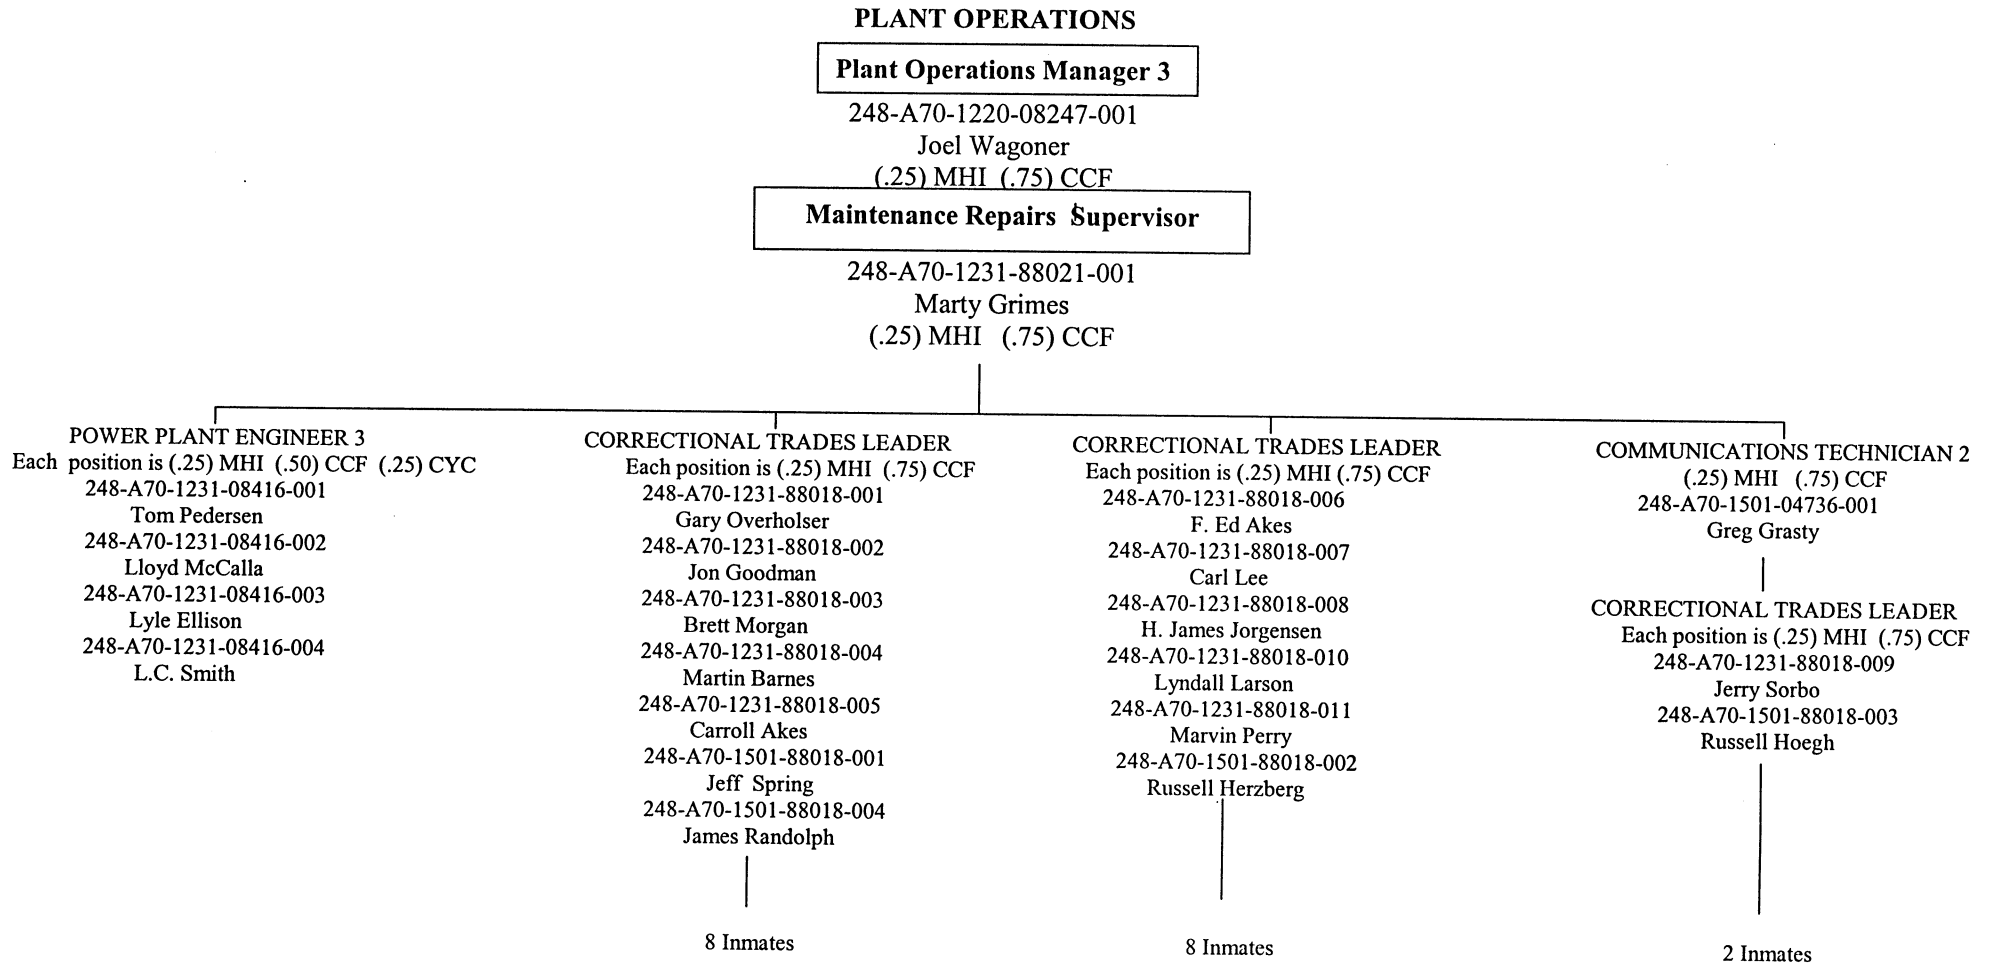 PLANT OPERATIONS
Plant Operations Manager 3
248-A70-1220-08247-001
Joel Wagoner
(.25) MHI (.75) CCF
Maintenance Repairs Supervisor
248-A70-1231-88021-001
Marty Grimes
(.25) MHI (.75) CCF
POWER PLANT ENGINEER 3
Each position is (.25) MHI (.50) CCF (.25) CYC
248-A70-1231-08416-001
Tom Pedersen
248-A70-1231-08416-002
Lloyd McCalla
248-A70-1231-08416-003
Lyle Ellison
248-A70-1231-08416-004
L.C. Smith
CORRECTIONAL TRADES LEADER
Each position is (.25) MHI (.75) CCF
248-A70-1231-88018-001
Gary Overholser
248-A70-1231-88018-002
Jon Goodman
248-A70-1231-88018-003
Brett Morgan
248-A70-1231-88018-004
Martin Barnes
248-A70-1231-88018-005
Carroll Akes
248-A70-1501-88018-001
Jeff Spring
248-A70-1501-88018-004
James Randolph
8 Inmates
CORRECTIONAL TRADES LEADER
Each position is (.25) MHI (.75) CCF
248-A70-1231-88018-006
F. Ed Akes
248-A70-1231-88018-007
Carl Lee
248-A70-1231-88018-008
H. James Jorgensen
248-A70-1231-88018-010
Lyndall Larson
248-A70-1231-88018-011
Marvin Perry
248-A70-1501-88018-002
Russell Herzberg
8 Inmates
COMMUNICATIONS TECHNICIAN 2
(.25) MHI (.75) CCF
248-A70-1501-04736-001
Greg Grasty
CORRECTIONAL TRADES LEADER
Each position is (.25) MHI (.75) CCF
248-A70-1231-88018-009
Jerry Sorbo
248-A70-1501-88018-003
Russell Hoegh
2 Inmates